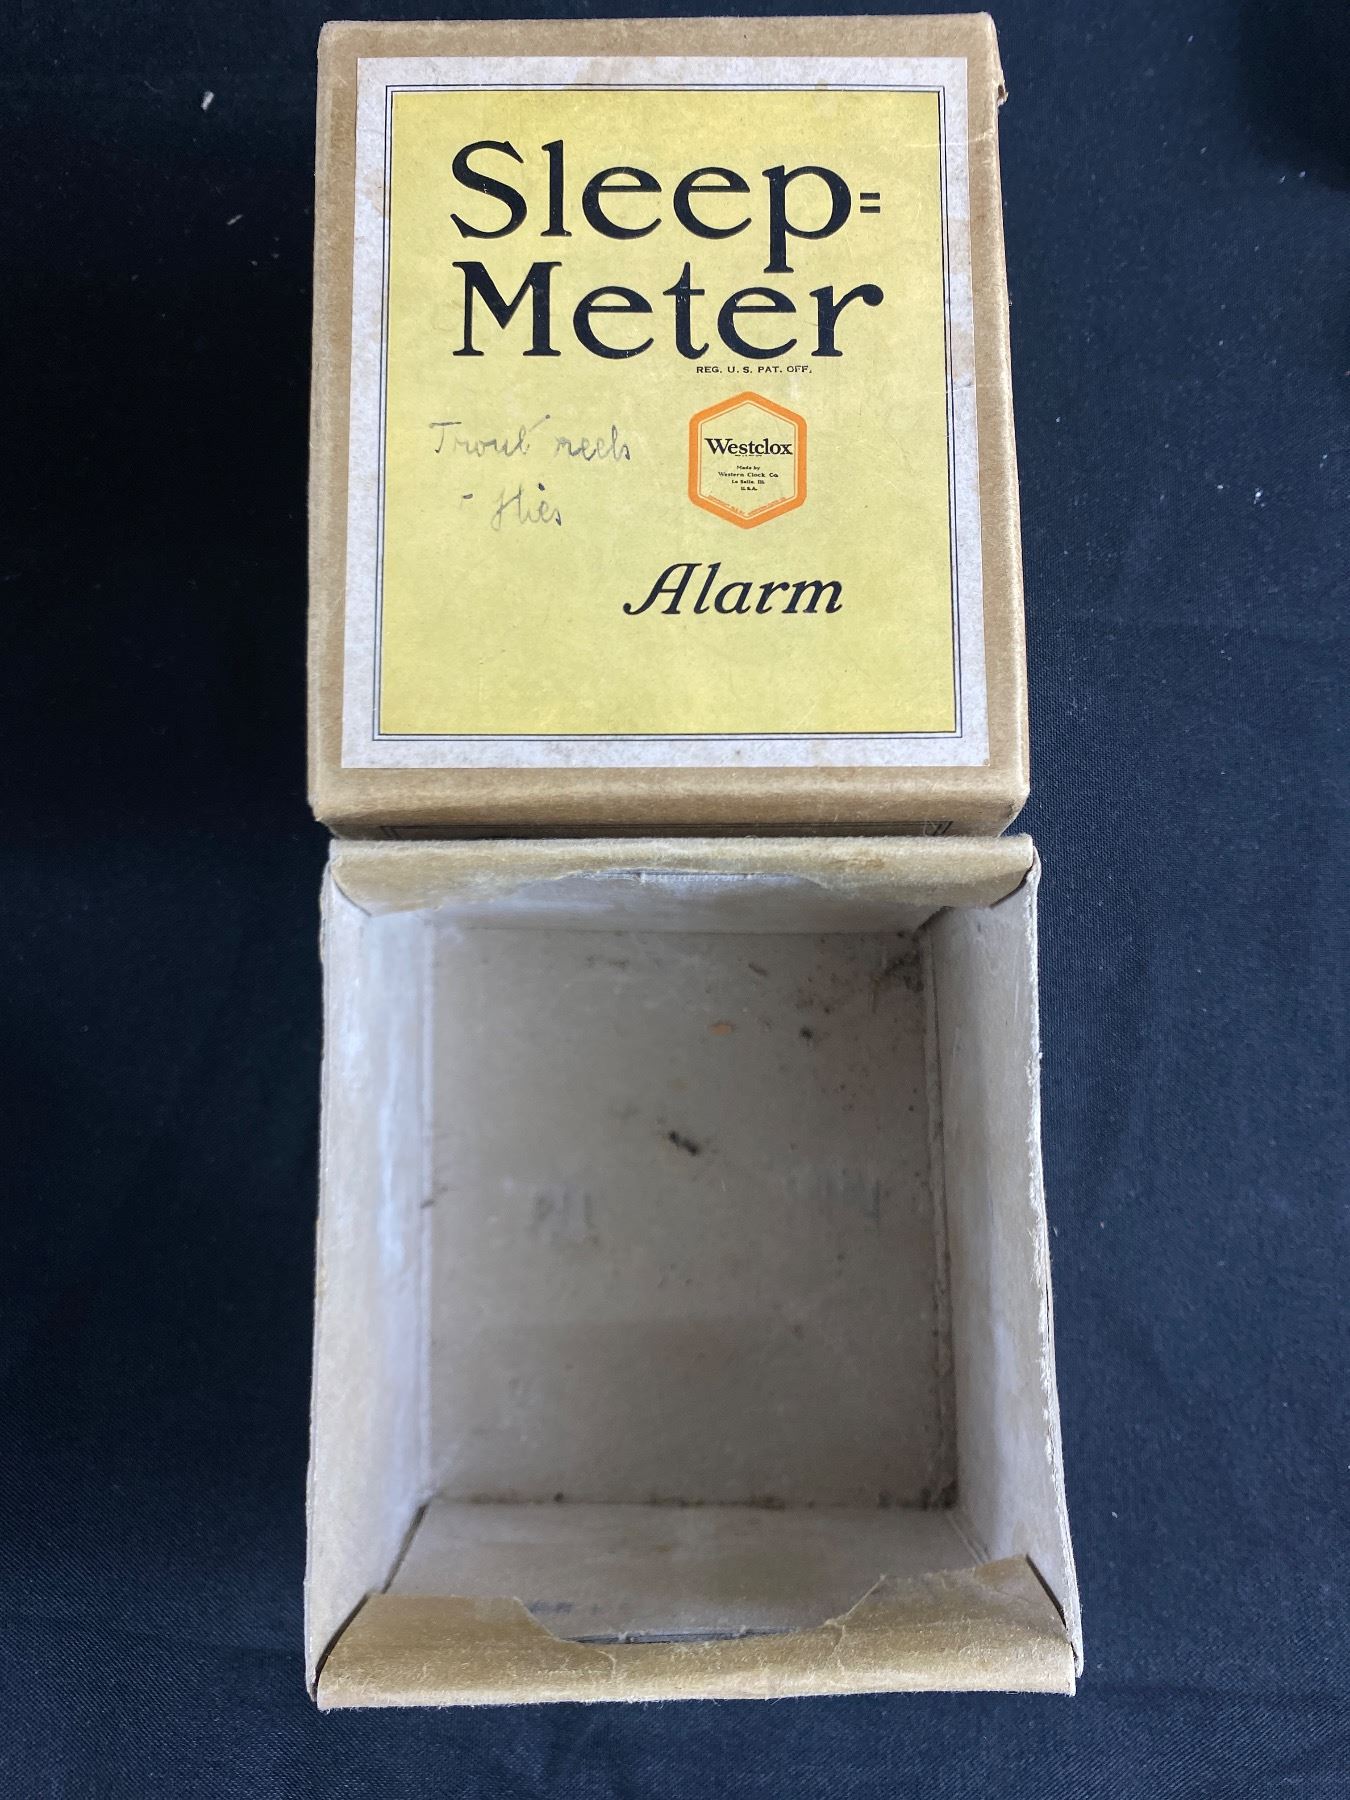 Sleep=
Meter
REG. U. S. PAT. OFF.
Trout reels
- flies
Westclox
Made by
Western Clock Co.
La Salle, Ill.
U.S.A.
Alarm